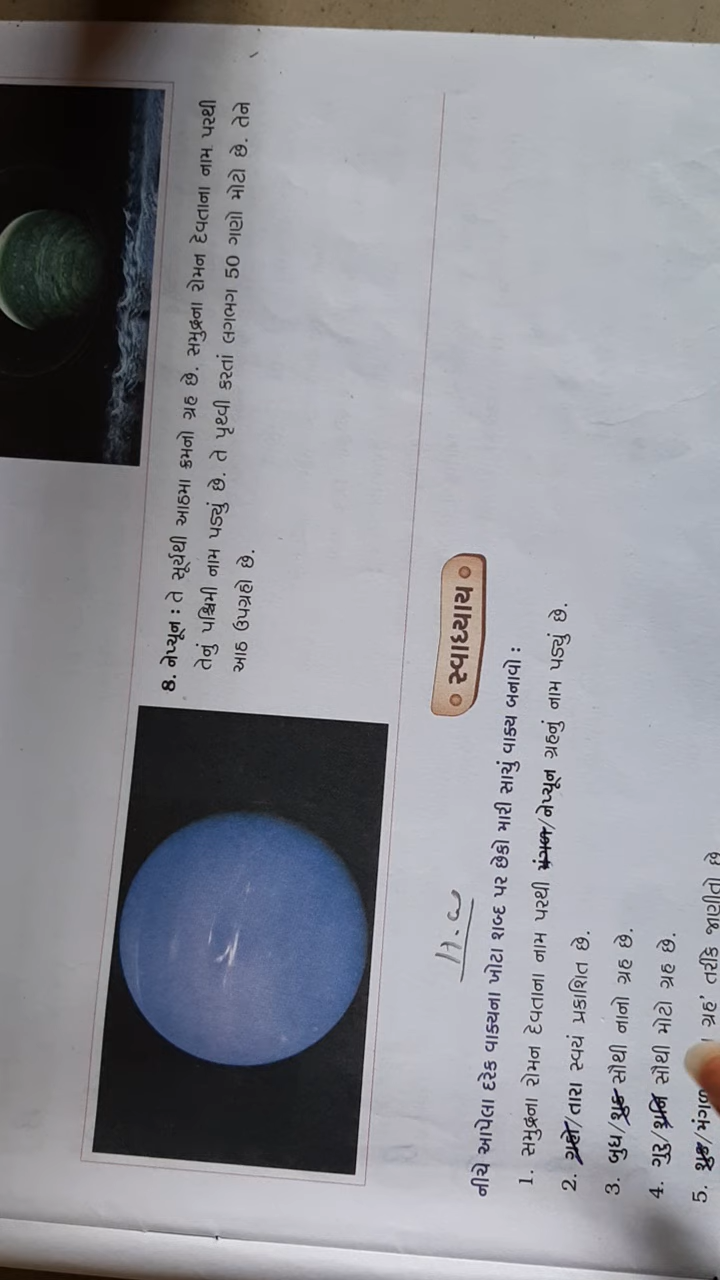 8. નેપ્ચૂન : તે સૂર્યથી આઠમા ક્રમનો ગ્રહ છે. સમુદ્રના રોમન દેવતાના નામ પરથી
તેનું પશ્ચિમી નામ પડ્યું છે. તે પૃથ્વી કરતાં લગભગ 50 ગણો મોટો છે. તેને
આઠ ઉપગ્રહો છે.
• સ્વાધ્યાય •
H.W
નીચે આપેલા દરેક વાક્યના ખોટા શબ્દ પર છેકો મારી સાચું વાક્ય બનાવો :
1. સમુદ્રના રોમન દેવતાના નામ પરથી મંગળ/નેપ્ચૂન ગ્રહનું નામ પડ્યું છે.
2. ગ્રહો/તારા સ્વયં પ્રકાશિત છે.
3. બુધ/શુક્ર સૌથી નાનો ગ્રહ છે.
4. ગુરુ/શનિ સૌથી મોટો ગ્રહ છે.
5. શુક્ર/મંગળ ગ્રહ' તરીકે જાણીતો છે